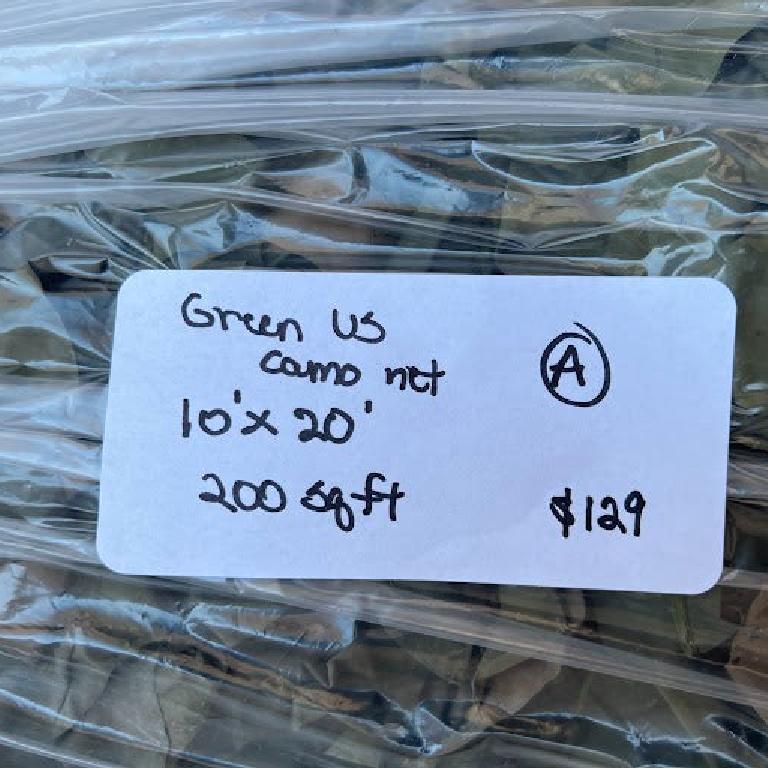 Green US
camo net
A
10'x 20'
200 sqft
$129